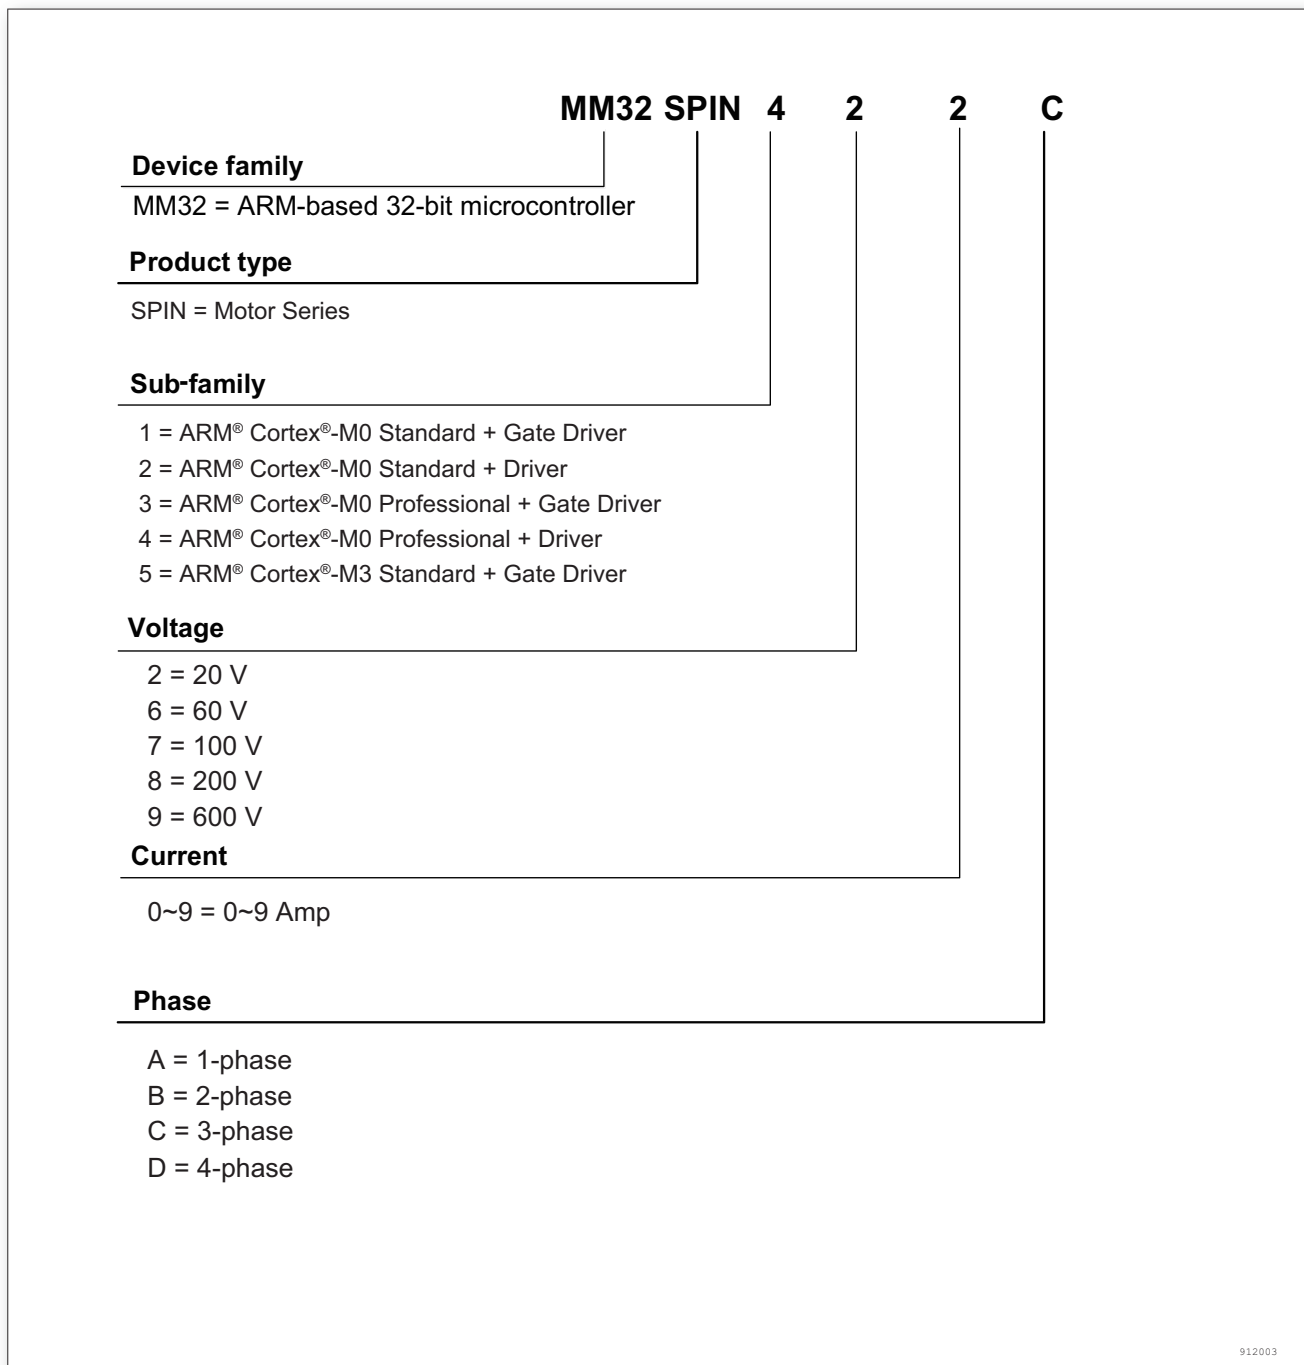 MM32 SPIN 4 2 2 C
Device family
MM32 = ARM-based 32-bit microcontroller
Product type
SPIN = Motor Series
Sub-family
1 = ARM® Cortex®-M0 Standard + Gate Driver
2 = ARM® Cortex®-M0 Standard + Driver
3 = ARM® Cortex®-M0 Professional + Gate Driver
4 = ARM® Cortex®-M0 Professional + Driver
5 = ARM® Cortex®-M3 Standard + Gate Driver
Voltage
2 = 20 V
6 = 60 V
7 = 100 V
8 = 200 V
9 = 600 V
Current
0~9 = 0~9 Amp
Phase
A = 1-phase
B = 2-phase
C = 3-phase
D = 4-phase
912003